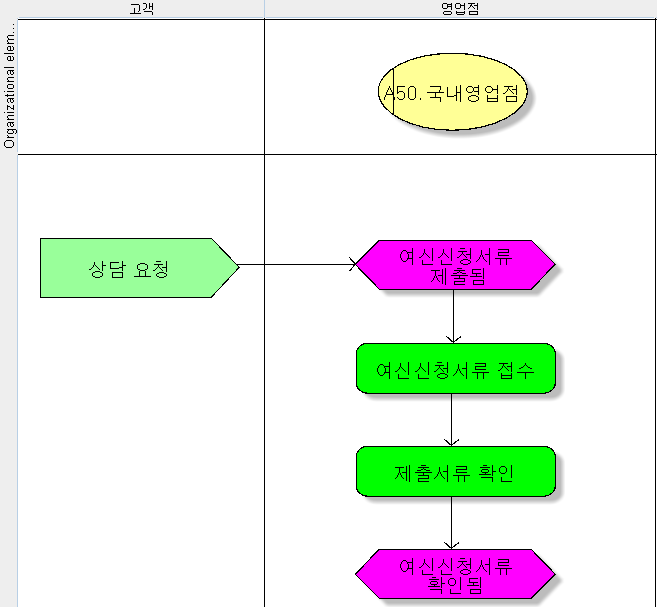 고객
영업점
Organizational elem...
A50. 국내영업점
상담 요청
여신신청서류
제출됨
여신신청서류 접수
제출서류 확인
여신신청서류
확인됨